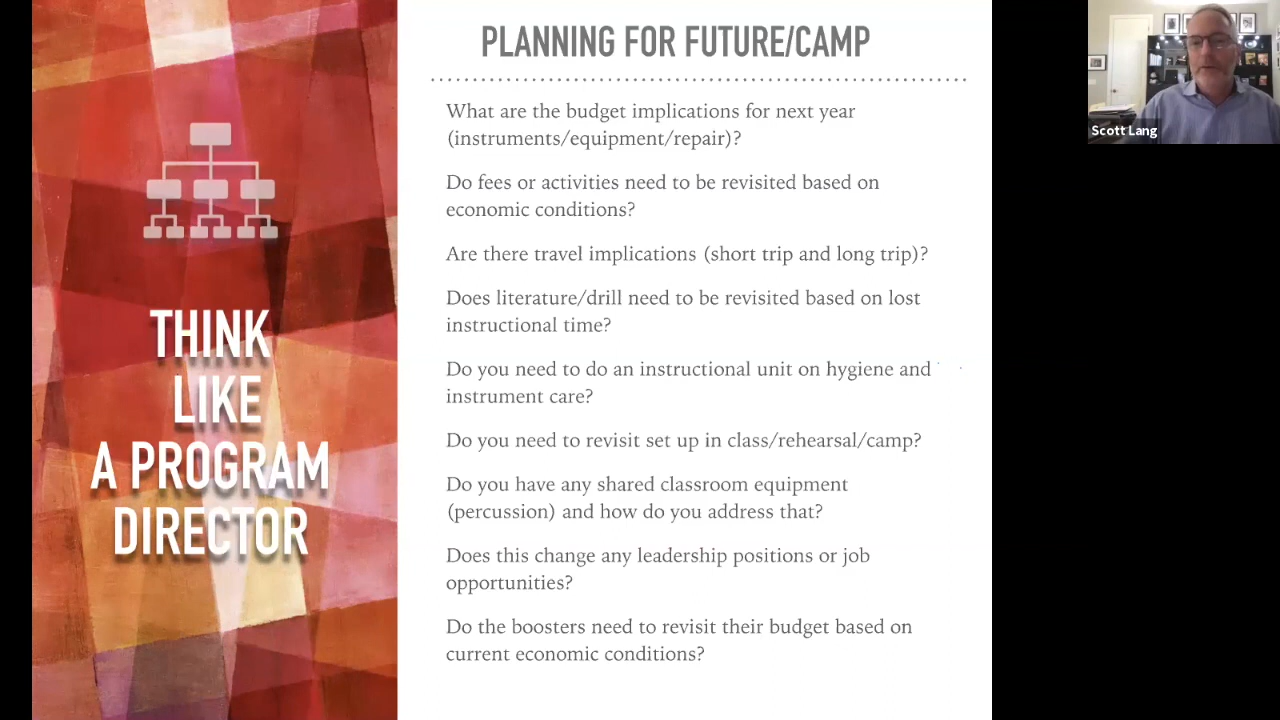 PLANNING FOR FUTURE/CAMP
What are the budget implications for next year
(instruments/equipment/repair)?
Do fees or activities need to be revisited based on
economic conditions?
Are there travel implications (short trip and long trip)?
Does literature/drill need to be revisited based on lost
instructional time?
Do you need to do an instructional unit on hygiene and
instrument care?
Do you need to revisit set up in class/rehearsal/camp?
Do you have any shared classroom equipment
(percussion) and how do you address that?
Does this change any leadership positions or job
opportunities?
Do the boosters need to revisit their budget based on
current economic conditions?
THINK
LIKE
A PROGRAM
DIRECTOR
Scott Lang